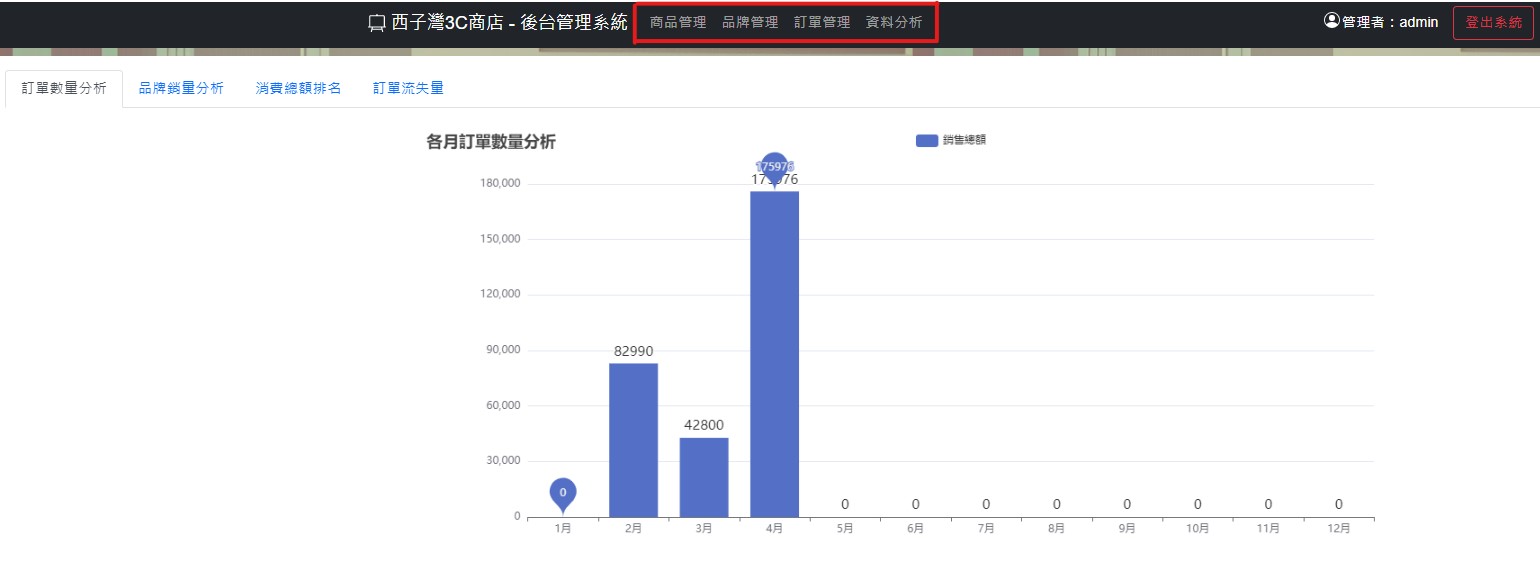 西子灣3C商店 - 後台管理系統 商品管理 品牌管理 訂單管理 資料分析 管理者：admin 登出系統
訂單數量分析 品牌銷量分析 消費總額排名 訂單流失量
各月訂單數量分析 銷售總額
175976
175976
180,000
150,000
120,000
90,000
82990
60,000
42800
30,000
0
0 0 0 0 0 0 0 0
0
1月 2月 3月 4月 5月 6月 7月 8月 9月 10月 11月 12月